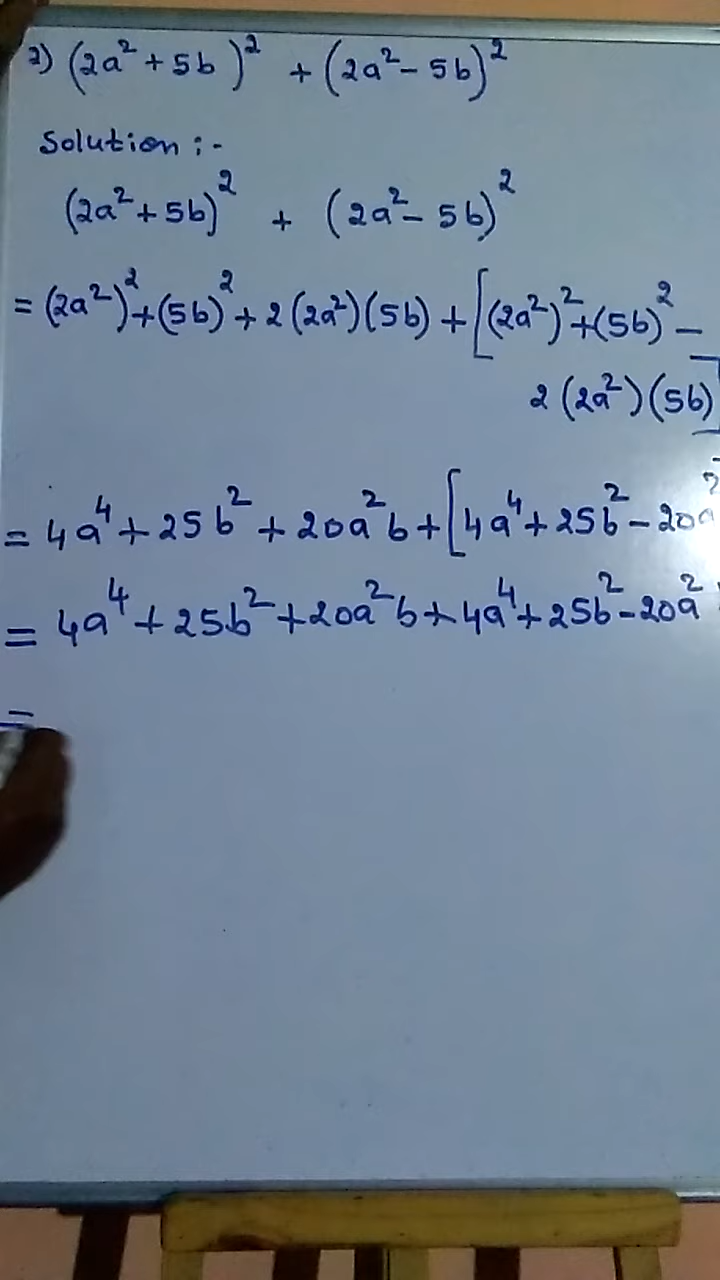 2) (2a² + 5b)² + (2a² - 5b)²
Solution :-
(2a² + 5b)² + (2a² - 5b)²
= (2a²)² + (5b)² + 2(2a²)(5b) + [(2a²)² + (5b)² -
2(2a²)(5b)]
= 4a⁴ + 25b² + 20a²b + [4a⁴ + 25b² - 20a²
= 4a⁴ + 25b² + 20a²b + 4a⁴ + 25b² - 20a²
=